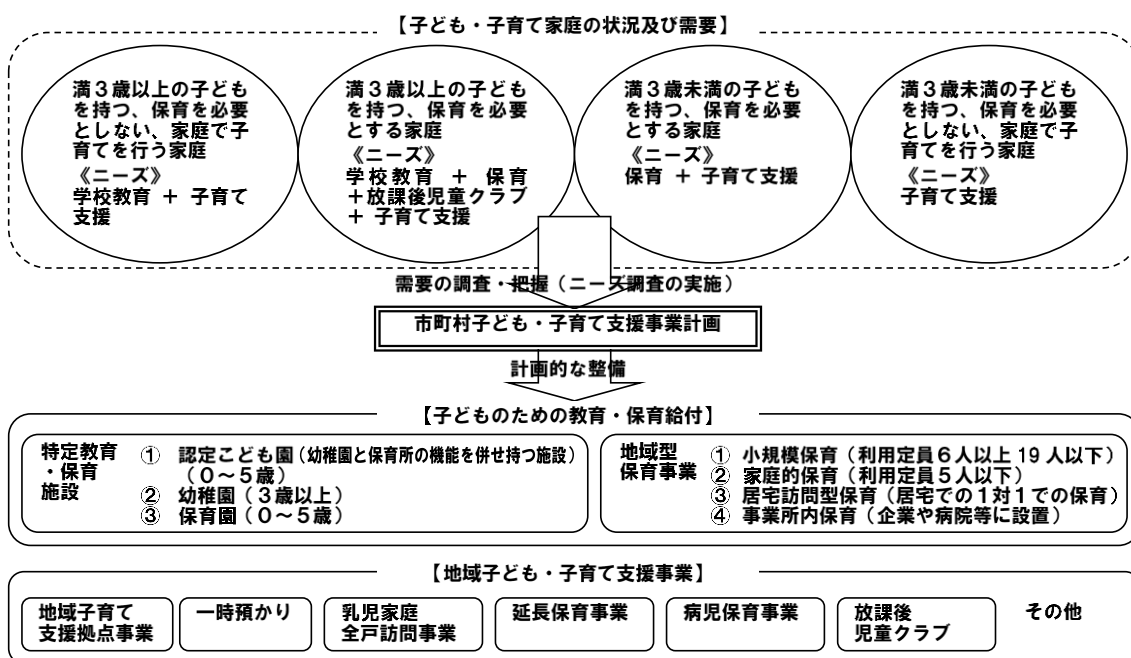 【子ども・子育て家庭の状況及び需要】
満３歳以上の子ども
を持つ、保育を必要
としない、家庭で子
育てを行う家庭
《ニーズ》
学校教育 ＋ 子育て
支援
満３歳以上の子ども
を持つ、保育を必要
とする家庭
《ニーズ》
学校教育 ＋ 保育
＋放課後児童クラブ
＋ 子育て支援
満３歳未満の子ども
を持つ、保育を必要
とする家庭
《ニーズ》
保育 ＋ 子育て支援
満３歳未満の子ども
を持つ、保育を必要
としない、家庭で子
育てを行う家庭
《ニーズ》
子育て支援
需要の調査・把握（ニーズ調査の実施）
市町村子ども・子育て支援事業計画
計画的な整備
【子どものための教育・保育給付】
特定教育
・保育
施設
① 認定こども園（幼稚園と保育所の機能を併せ持つ施設）
（０～５歳）
② 幼稚園（３歳以上）
③ 保育園（０～５歳）
地域型
保育事業
① 小規模保育（利用定員６人以上 19 人以下）
② 家庭的保育（利用定員５人以下）
③ 居宅訪問型保育（居宅での１対１での保育）
④ 事業所内保育（企業や病院等に設置）
【地域子ども・子育て支援事業】
地域子育て
支援拠点事業
一時預かり
乳児家庭
全戸訪問事業
延長保育事業
病児保育事業
放課後
児童クラブ
その他